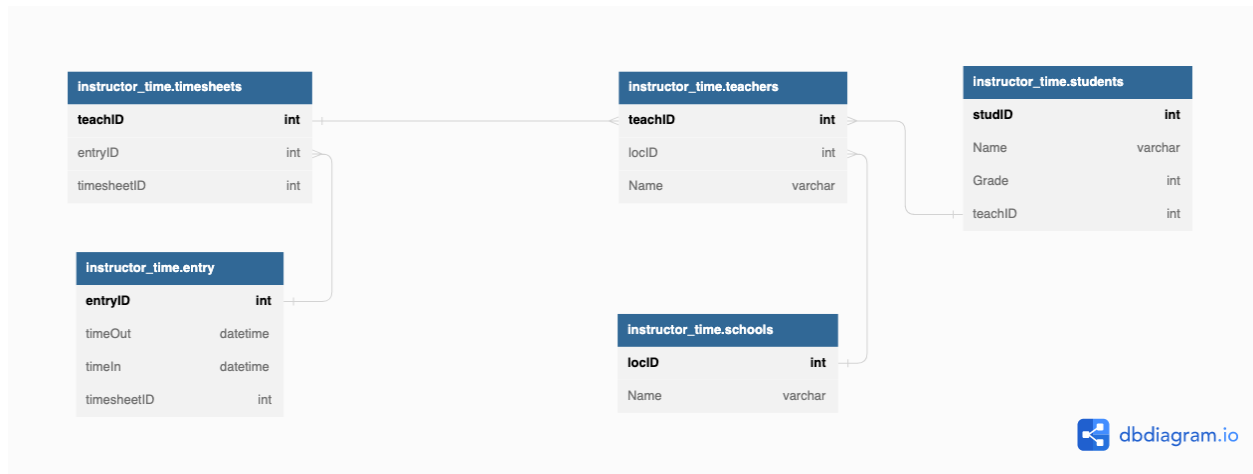 instructor_time.timesheets
teachID int
entryID int
timesheetID int
instructor_time.entry
entryID int
timeOut datetime
timeIn datetime
timesheetID int
instructor_time.teachers
teachID int
locID int
Name varchar
instructor_time.schools
locID int
Name varchar
instructor_time.students
studID int
Name varchar
Grade int
teachID int
dbdiagram.io